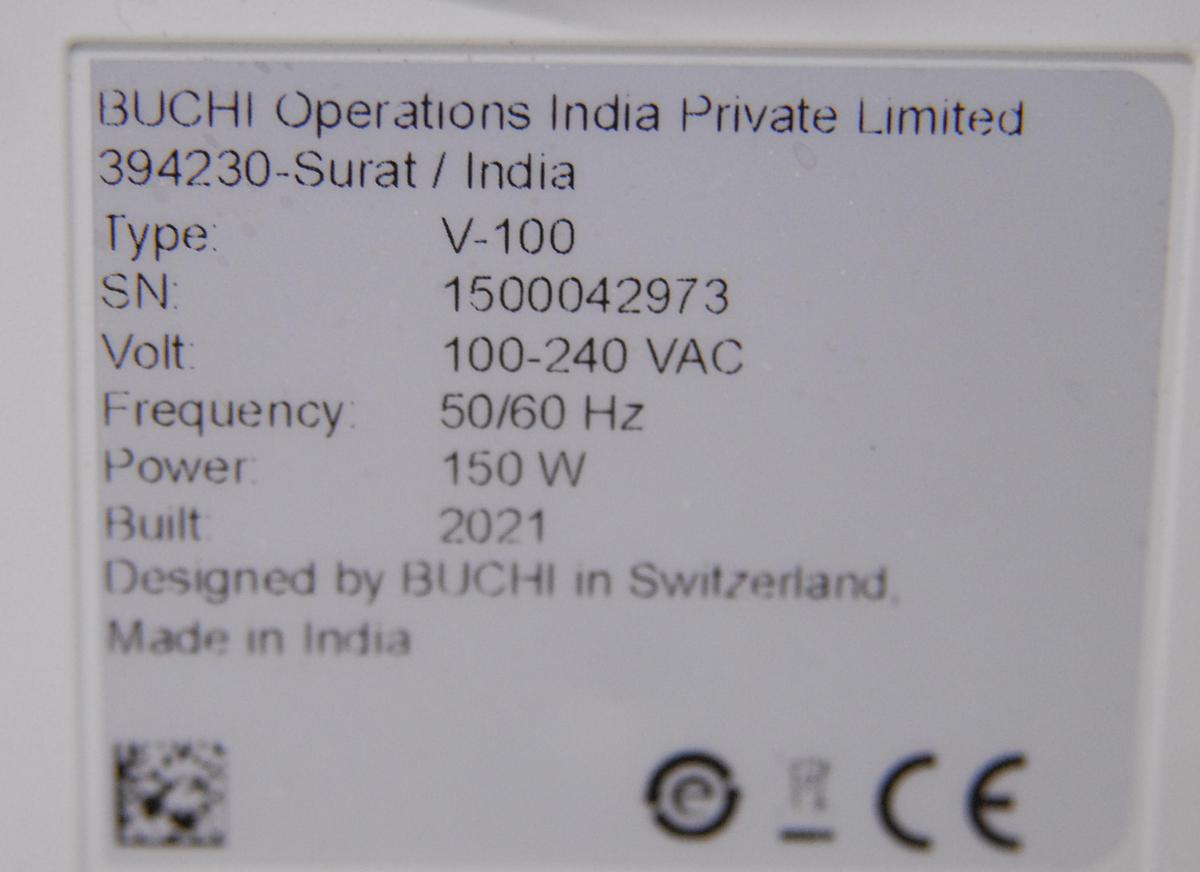 BUCHI Operations India Private Limited
394230-Surat / India
Type: V-100
SN: 1500042973
Volt: 100-240 VAC
Frequency: 50/60 Hz
Power: 150 W
Built: 2021
Designed by BUCHI in Switzerland,
Made in India
e CE